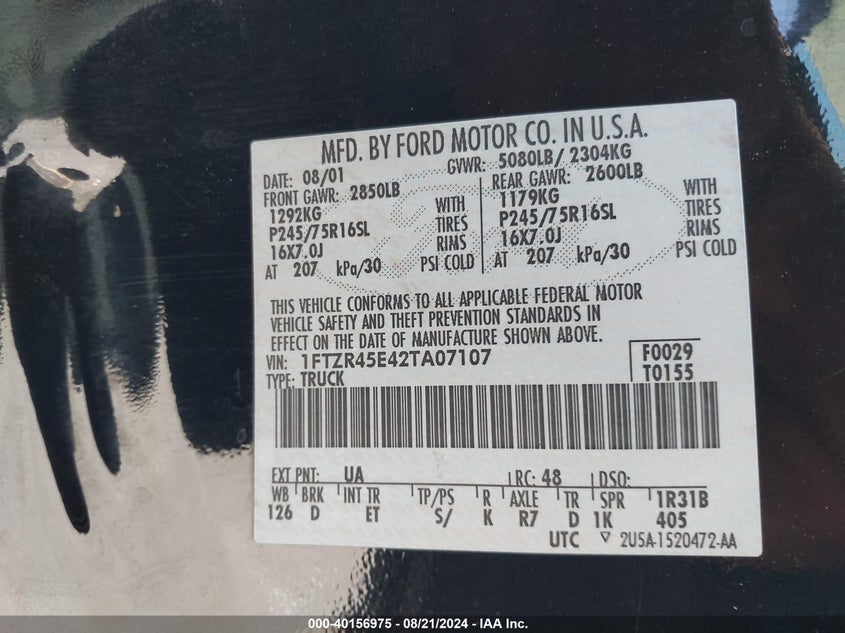 MFD. BY FORD MOTOR CO. IN U.S.A.
DATE: 08/01 GVWR: 5080LB/ 2304KG
FRONT GAWR: 2850LB REAR GAWR: 2600LB
1292KG WITH 1179KG WITH
P245/75R16SL TIRES P245/75R16SL TIRES
16X7.0J RIMS 16X7.0J RIMS
AT 207 kPa/30 PSI COLD AT 207 kPa/30 PSI COLD
THIS VEHICLE CONFORMS TO ALL APPLICABLE FEDERAL MOTOR
VEHICLE SAFETY AND THEFT PREVENTION STANDARDS IN
EFFECT ON THE DATE OF MANUFACTURE SHOWN ABOVE.
VIN: 1FTZR45E42TA07107 F0029
TYPE: TRUCK T0155
EXT PNT: UA RC: 48 DSO:
WB BRK INT TR TP/PS R AXLE TR SPR 1R31B
126 D ET S/ K R7 D 1K 405
UTC ▽ 2U5A-1520472-AA
000-40156975 - 08/21/2024 - IAA Inc.